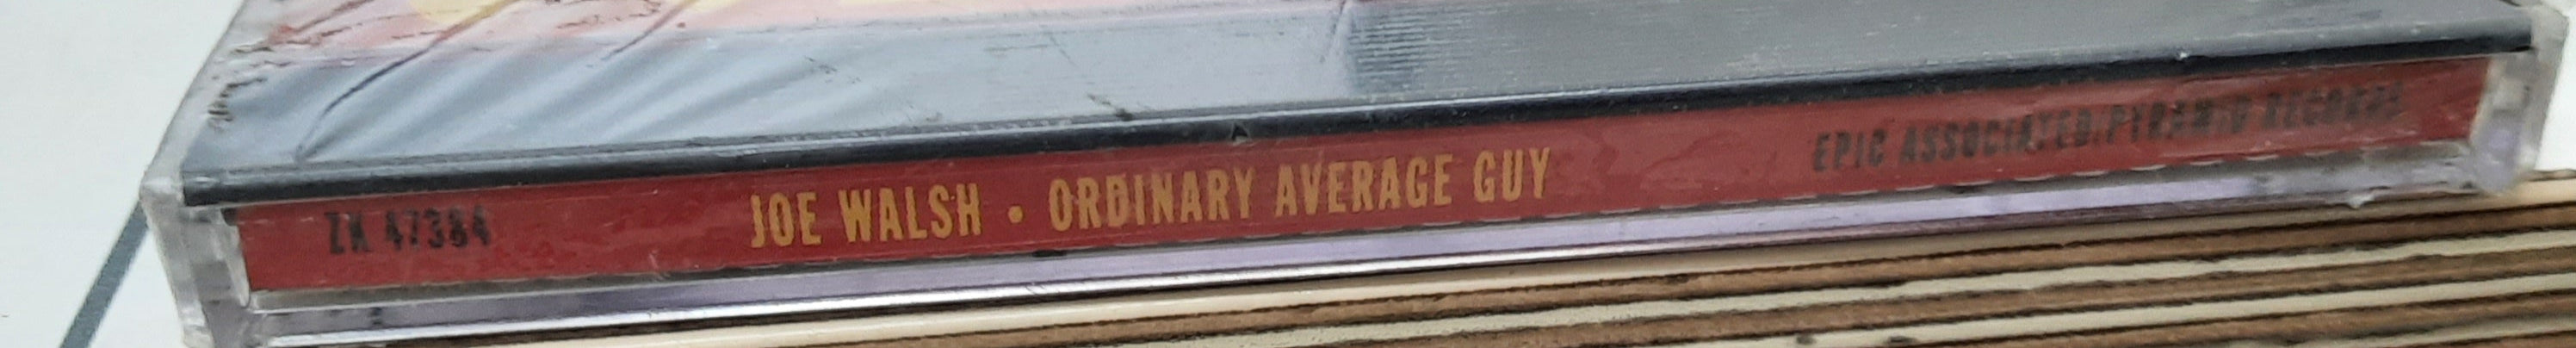 ZK 47384 JOE WALSH • ORDINARY AVERAGE GUY EPIC ASSOCIATED/PYRAMID RECORDS